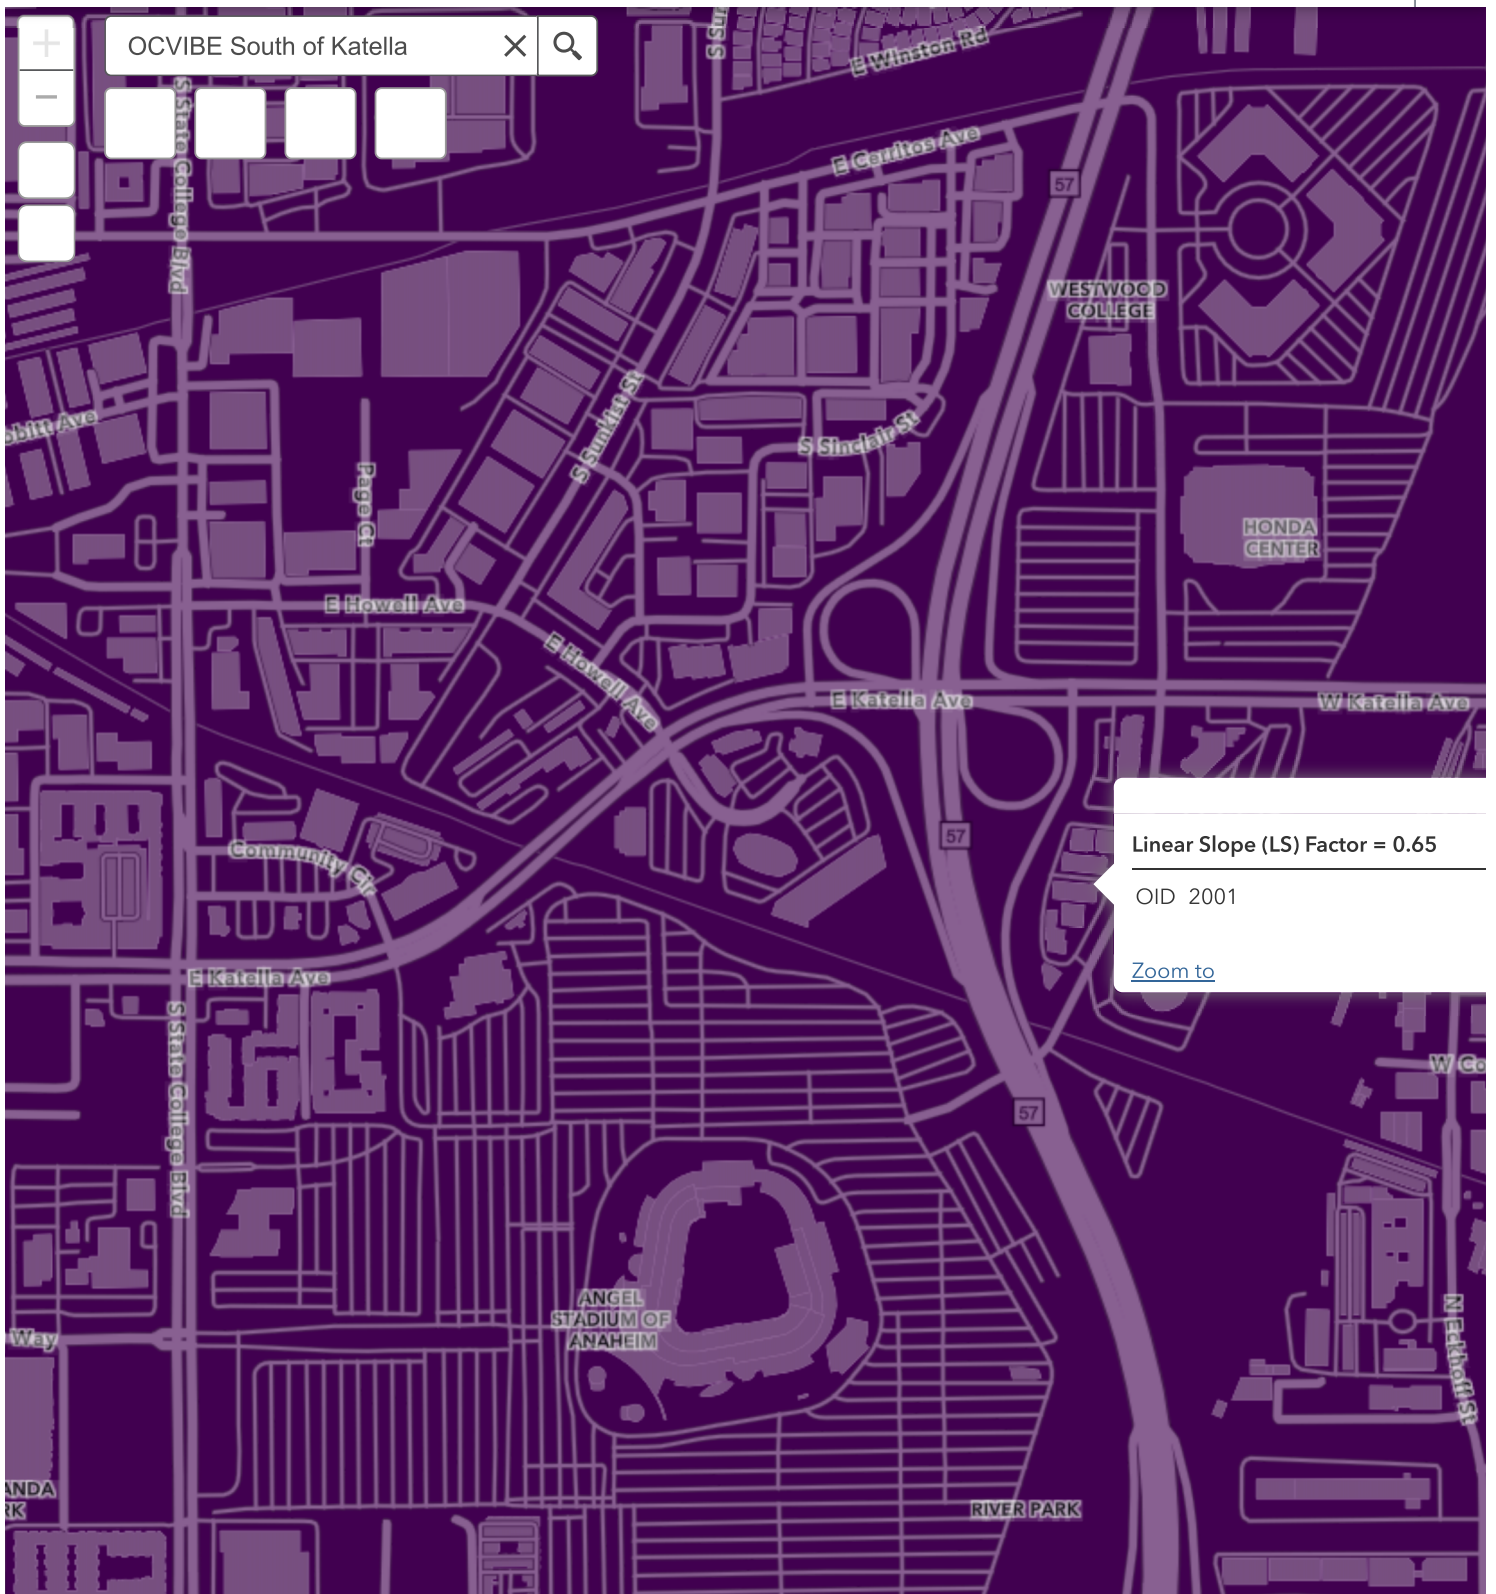 OCVIBE South of Katella
E Winston Rd
S State College Blvd
E Cerritos Ave
57
WESTWOOD
COLLEGE
S Sunkist St
S Sinclair St
Page Ct
HONDA
CENTER
E Howell Ave
E Howell Ave
E Katella Ave
W Katella Ave
57
Linear Slope (LS) Factor = 0.65
OID 2001
Zoom to
Community Cir
E Katella Ave
S State College Blvd
57
ANGEL
STADIUM OF
ANAHEIM
Way
N Eckhoff St
RIVER PARK